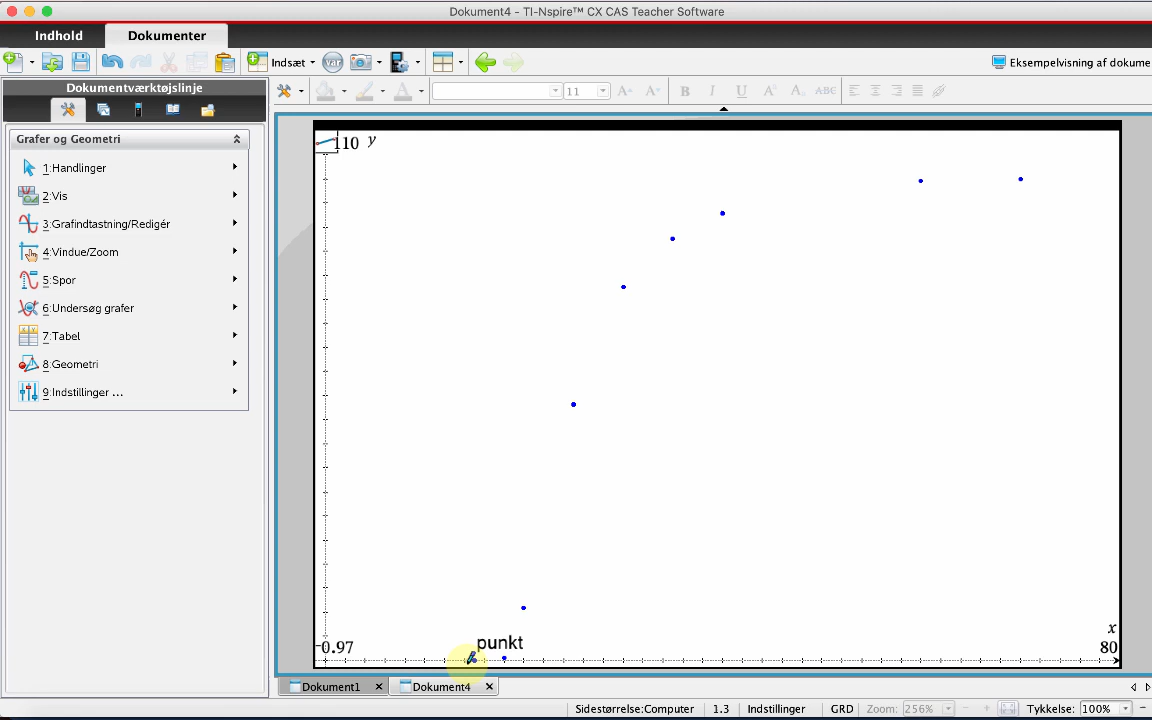 Dokument4 - TI-Nspire™ CX CAS Teacher Software
Indhold
Dokumenter
Indsæt
var
Eksempelvisning af dokume
Dokumentværktøjslinje
11
A
A
B
I
U
ABC
Grafer og Geometri
1:Handlinger
2:Vis
3:Grafindtastning/Redigér
4:Vindue/Zoom
5:Spor
6:Undersøg grafer
7:Tabel
8:Geometri
9:Indstillinger ...
110 y
punkt
-0.97
x
80
Dokument1
Dokument4
Sidestørrelse:Computer 1.3 Indstillinger GRD Zoom: 256% Tykkelse: 100%